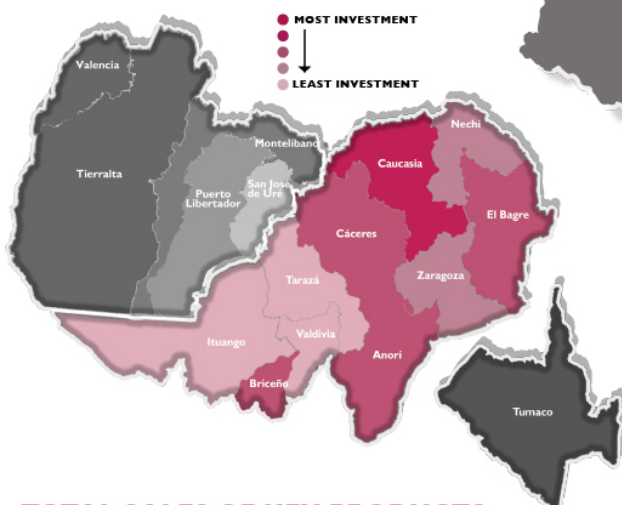 MOST INVESTMENT
LEAST INVESTMENT
Valencia
Tierralta
Montelíbano
Puerto
Libertador
San José
de Uré
Nechí
Caucasia
El Bagre
Cáceres
Zaragoza
Tarazá
Ituango
Valdivia
Anorí
Briceño
Tumaco